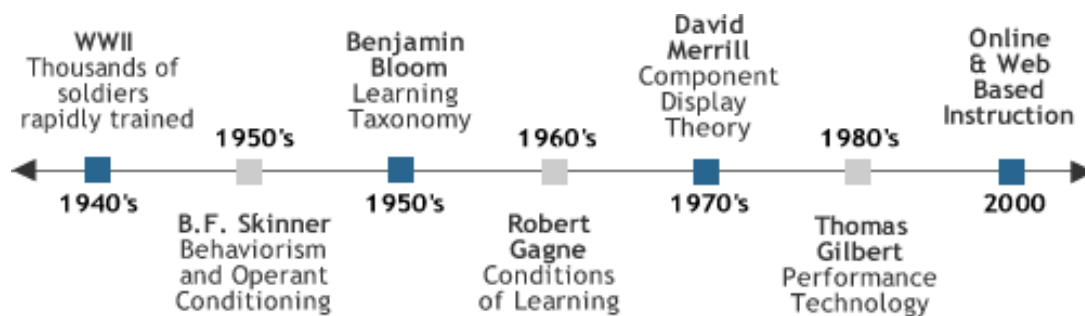 WWII
Thousands of
soldiers
rapidly trained
1940's
1950's
B.F. Skinner
Behaviorism
and Operant
Conditioning
Benjamin
Bloom
Learning
Taxonomy
1950's
1960's
Robert
Gagne
Conditions
of Learning
David
Merrill
Component
Display
Theory
1970's
1980's
Thomas
Gilbert
Performance
Technology
Online
& Web
Based
Instruction
2000